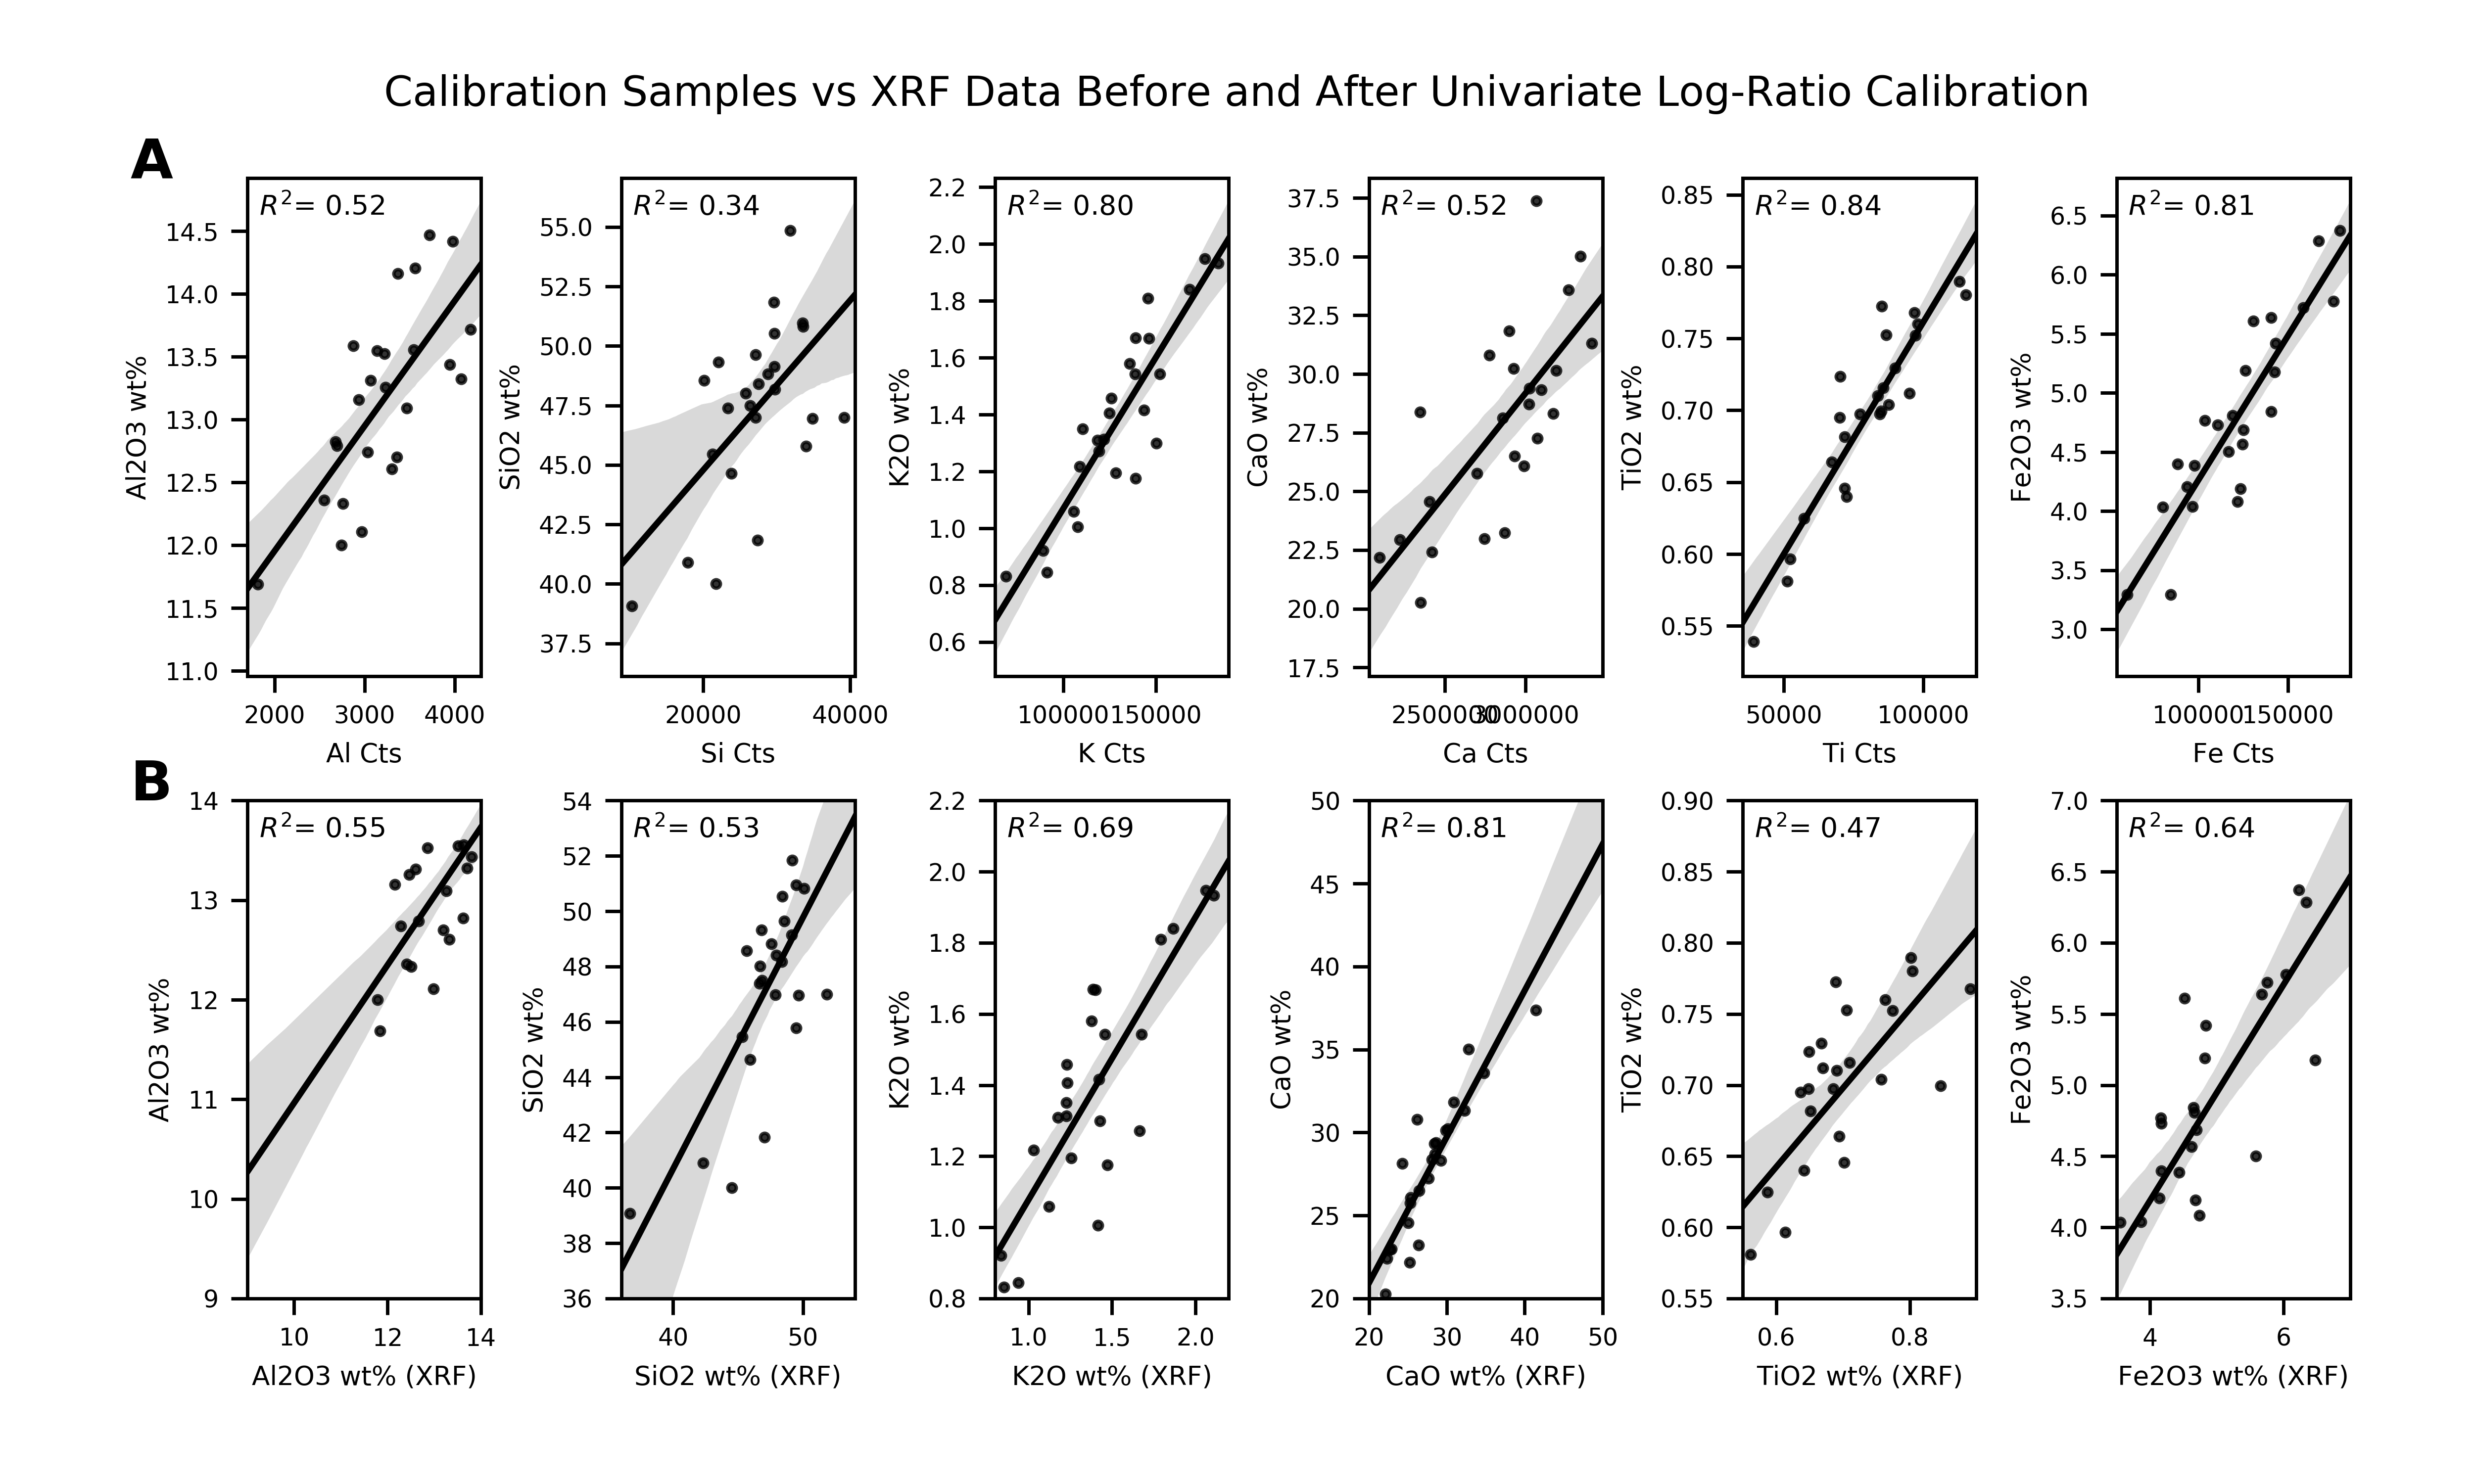 Calibration Samples vs XRF Data Before and After Univariate Log-Ratio Calibration
A
R²= 0.52
Al2O3 wt%
14.5
14.0
13.5
13.0
12.5
12.0
11.5
11.0
2000 3000 4000
Al Cts
R²= 0.34
SiO2 wt%
55.0
52.5
50.0
47.5
45.0
42.5
40.0
37.5
20000 40000
Si Cts
R²= 0.80
K2O wt%
2.2
2.0
1.8
1.6
1.4
1.2
1.0
0.8
0.6
100000 150000
K Cts
R²= 0.52
CaO wt%
37.5
35.0
32.5
30.0
27.5
25.0
22.5
20.0
17.5
2500000 3000000
Ca Cts
R²= 0.84
TiO2 wt%
0.85
0.80
0.75
0.70
0.65
0.60
0.55
50000 100000
Ti Cts
R²= 0.81
Fe2O3 wt%
6.5
6.0
5.5
5.0
4.5
4.0
3.5
3.0
100000 150000
Fe Cts
B
R²= 0.55
Al2O3 wt%
14
13
12
11
10
9
10 12 14
Al2O3 wt% (XRF)
R²= 0.53
SiO2 wt%
54
52
50
48
46
44
42
40
38
36
40 50
SiO2 wt% (XRF)
R²= 0.69
K2O wt%
2.2
2.0
1.8
1.6
1.4
1.2
1.0
0.8
1.0 1.5 2.0
K2O wt% (XRF)
R²= 0.81
CaO wt%
50
45
40
35
30
25
20
20 30 40 50
CaO wt% (XRF)
R²= 0.47
TiO2 wt%
0.90
0.85
0.80
0.75
0.70
0.65
0.60
0.55
0.6 0.8
TiO2 wt% (XRF)
R²= 0.64
Fe2O3 wt%
7.0
6.5
6.0
5.5
5.0
4.5
4.0
3.5
4 6
Fe2O3 wt% (XRF)